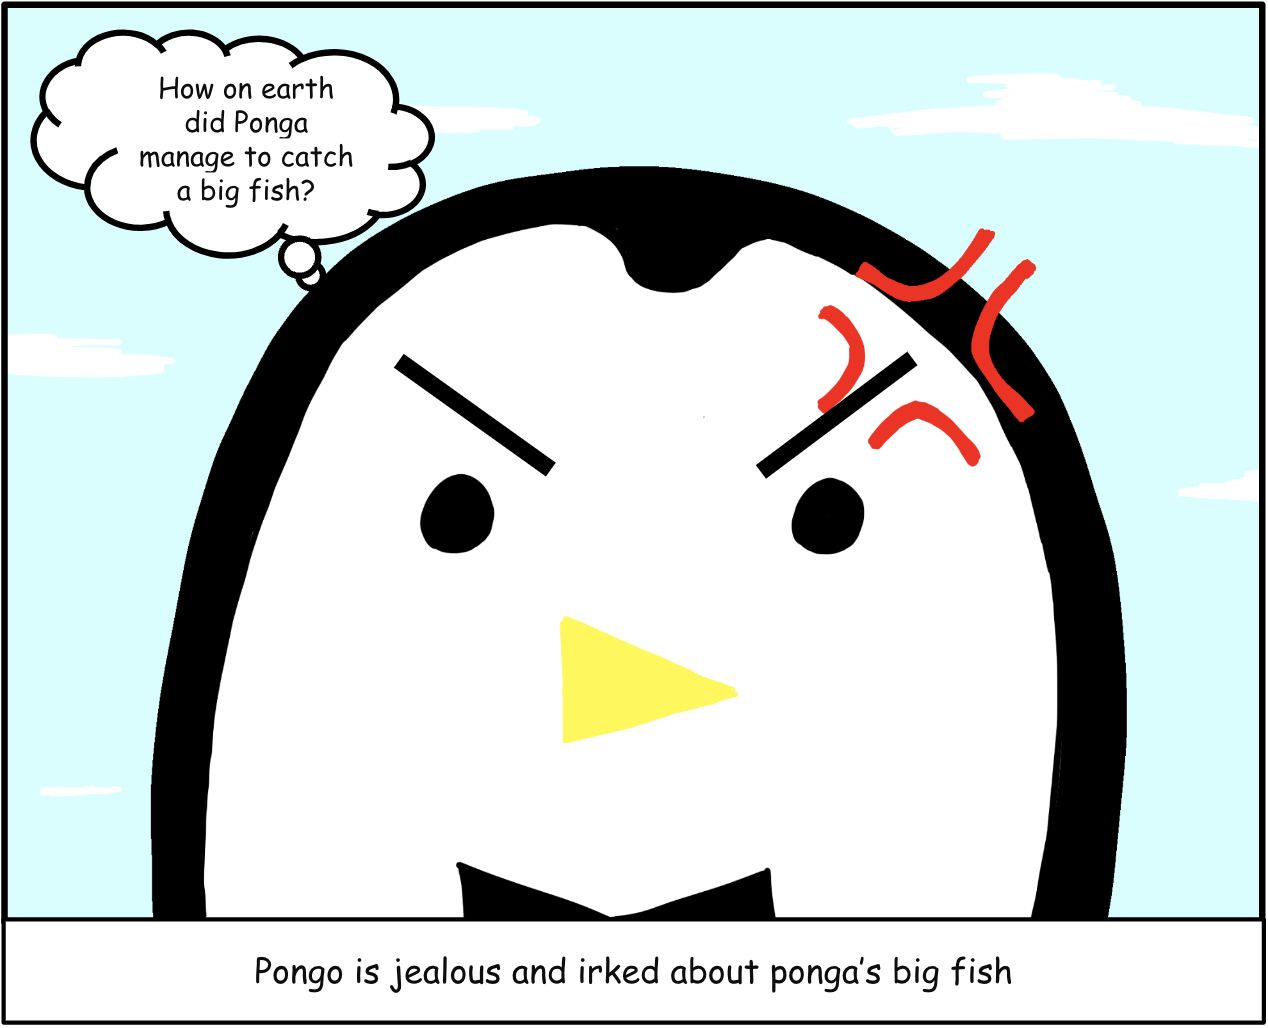 How on earth
did Ponga
manage to catch
a big fish?
Pongo is jealous and irked about ponga's big fish